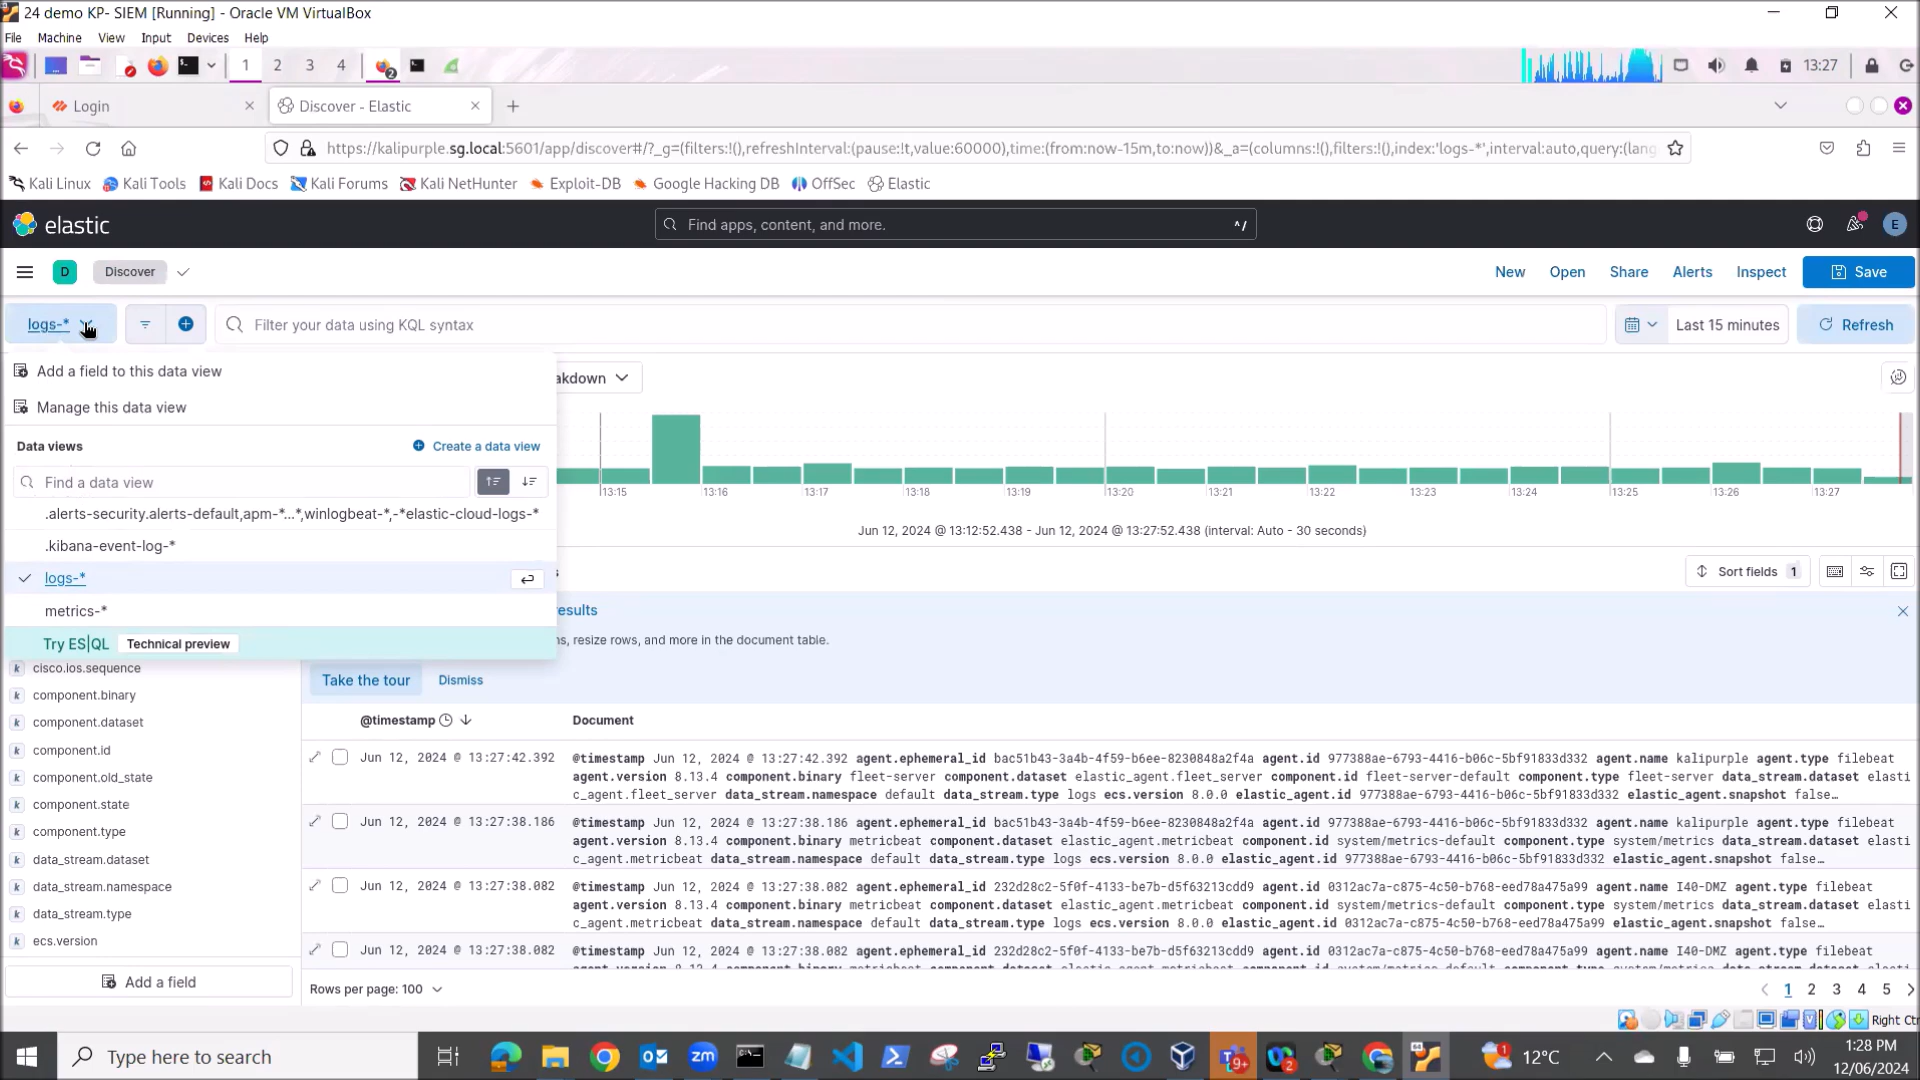 24 demo KP- SIEM [Running] - Oracle VM VirtualBox
File Machine View Input Devices Help
1 2 3 4 2 13:27
Login Discover - Elastic
https://kalipurple.sg.local:5601/app/discover#/?_g=(filters:!(),refreshInterval:(pause:!t,value:60000),time:(from:now-15m,to:now))&_a=(columns:!(),filters:!(),index:'logs-*',interval:auto,query:(lang
Kali Linux Kali Tools Kali Docs Kali Forums Kali NetHunter Exploit-DB Google Hacking DB OffSec Elastic
elastic Find apps, content, and more. ^/ E
D Discover New Open Share Alerts Inspect Save
logs-* Filter your data using KQL syntax Last 15 minutes Refresh
Add a field to this data view
akdown
Manage this data view
Data views Create a data view
Find a data view
13:15 13:16 13:17 13:18 13:19 13:20 13:21 13:22 13:23 13:24 13:25 13:26 13:27
.alerts-security.alerts-default,apm-*...*,winlogbeat-*,-*elastic-cloud-logs-*
Jun 12, 2024 @ 13:12:52.438 - Jun 12, 2024 @ 13:27:52.438 (interval: Auto - 30 seconds)
.kibana-event-log-*
logs-*
Sort fields 1
metrics-*
esults
Try ES|QL Technical preview
ns, resize rows, and more in the document table.
cisco.ios.sequence
Take the tour Dismiss
component.binary
component.dataset
component.id
component.old_state
component.state
component.type
data_stream.dataset
data_stream.namespace
data_stream.type
ecs.version
Add a field
@timestamp Document
Jun 12, 2024 @ 13:27:42.392 @timestamp Jun 12, 2024 @ 13:27:42.392 agent.ephemeral_id bac51b43-3a4b-4f59-b6ee-8230848a2f4a agent.id 977388ae-6793-4416-b06c-5bf91833d332 agent.name kalipurple agent.type filebeat
agent.version 8.13.4 component.binary fleet-server component.dataset elastic_agent.fleet_server component.id fleet-server-default component.type fleet-server data_stream.dataset elasti
c_agent.fleet_server data_stream.namespace default data_stream.type logs ecs.version 8.0.0 elastic_agent.id 977388ae-6793-4416-b06c-5bf91833d332 elastic_agent.snapshot false…
Jun 12, 2024 @ 13:27:38.186 @timestamp Jun 12, 2024 @ 13:27:38.186 agent.ephemeral_id bac51b43-3a4b-4f59-b6ee-8230848a2f4a agent.id 977388ae-6793-4416-b06c-5bf91833d332 agent.name kalipurple agent.type filebeat
agent.version 8.13.4 component.binary metricbeat component.dataset elastic_agent.metricbeat component.id system/metrics-default component.type system/metrics data_stream.dataset elasti
c_agent.metricbeat data_stream.namespace default data_stream.type logs ecs.version 8.0.0 elastic_agent.id 977388ae-6793-4416-b06c-5bf91833d332 elastic_agent.snapshot false…
Jun 12, 2024 @ 13:27:38.082 @timestamp Jun 12, 2024 @ 13:27:38.082 agent.ephemeral_id 232d28c2-5f0f-4133-be7b-d5f63213cdd9 agent.id 0312ac7a-c875-4c50-b768-eed78a475a99 agent.name I40-DMZ agent.type filebeat
agent.version 8.13.4 component.binary metricbeat component.dataset elastic_agent.metricbeat component.id system/metrics-default component.type system/metrics data_stream.dataset elasti
c_agent.metricbeat data_stream.namespace default data_stream.type logs ecs.version 8.0.0 elastic_agent.id 0312ac7a-c875-4c50-b768-eed78a475a99 elastic_agent.snapshot false…
Jun 12, 2024 @ 13:27:38.082 @timestamp Jun 12, 2024 @ 13:27:38.082 agent.ephemeral_id 232d28c2-5f0f-4133-be7b-d5f63213cdd9 agent.id 0312ac7a-c875-4c50-b768-eed78a475a99 agent.name I40-DMZ agent.type filebeat
Rows per page: 100 1 2 3 4 5
Right Ctr
Type here to search 12°C 1:28 PM
12/06/2024